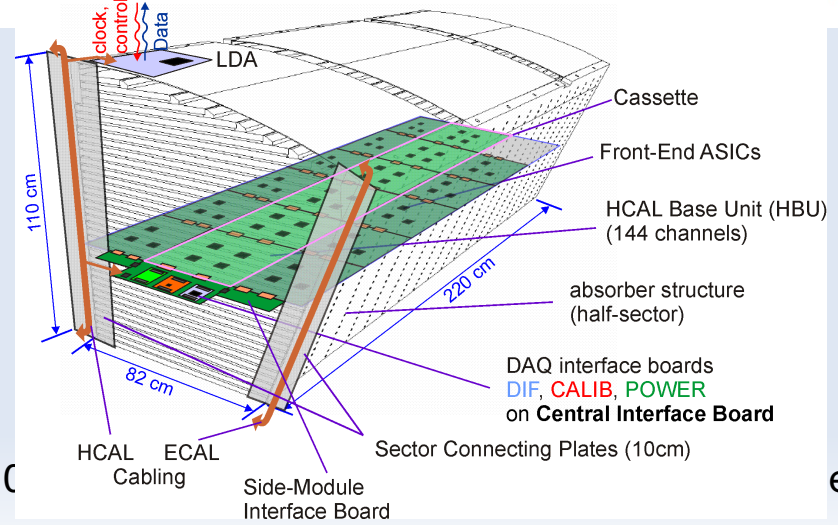 clock,
control
Data
LDA
Cassette
Front-End ASICs
110 cm
HCAL Base Unit (HBU)
(144 channels)
220 cm
absorber structure
(half-sector)
82 cm
DAQ interface boards
DIF, CALIB, POWER
on Central Interface Board
HCAL ECAL
Cabling
Sector Connecting Plates (10cm)
Side-Module
Interface Board